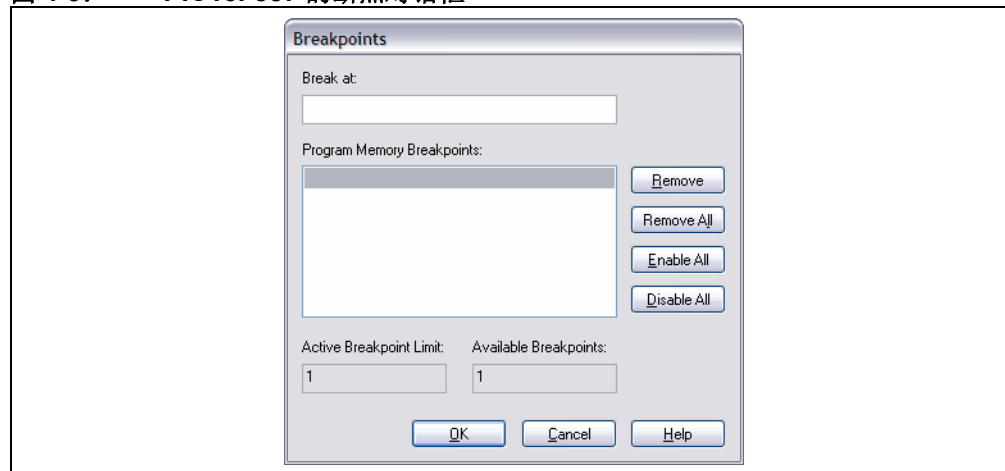 Breakpoints
Break at:
Program Memory Breakpoints:
Remove
Remove All
Enable All
Disable All
Active Breakpoint Limit:
Available Breakpoints:
1
1
OK
Cancel
Help